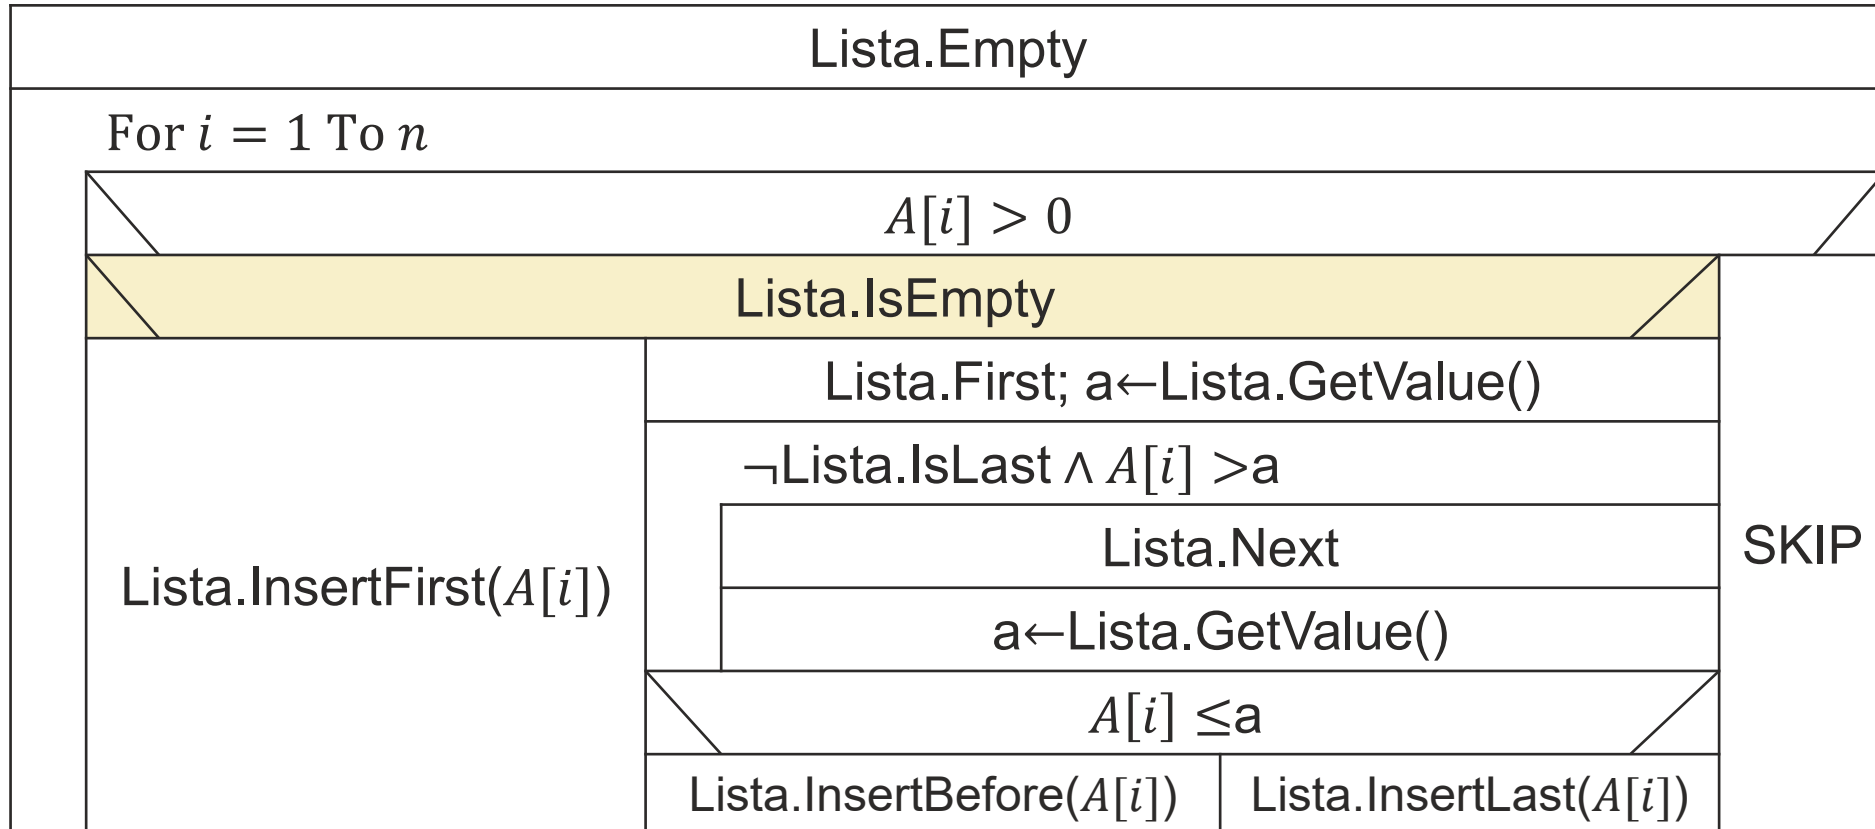 Lista.Empty
For i = 1 To n
A[i] > 0
Lista.IsEmpty
Lista.First; a←Lista.GetValue()
¬Lista.IsLast ∧ A[i] >a
Lista.Next
SKIP
Lista.InsertFirst(A[i])
a←Lista.GetValue()
A[i] ≤a
Lista.InsertBefore(A[i])
Lista.InsertLast(A[i])